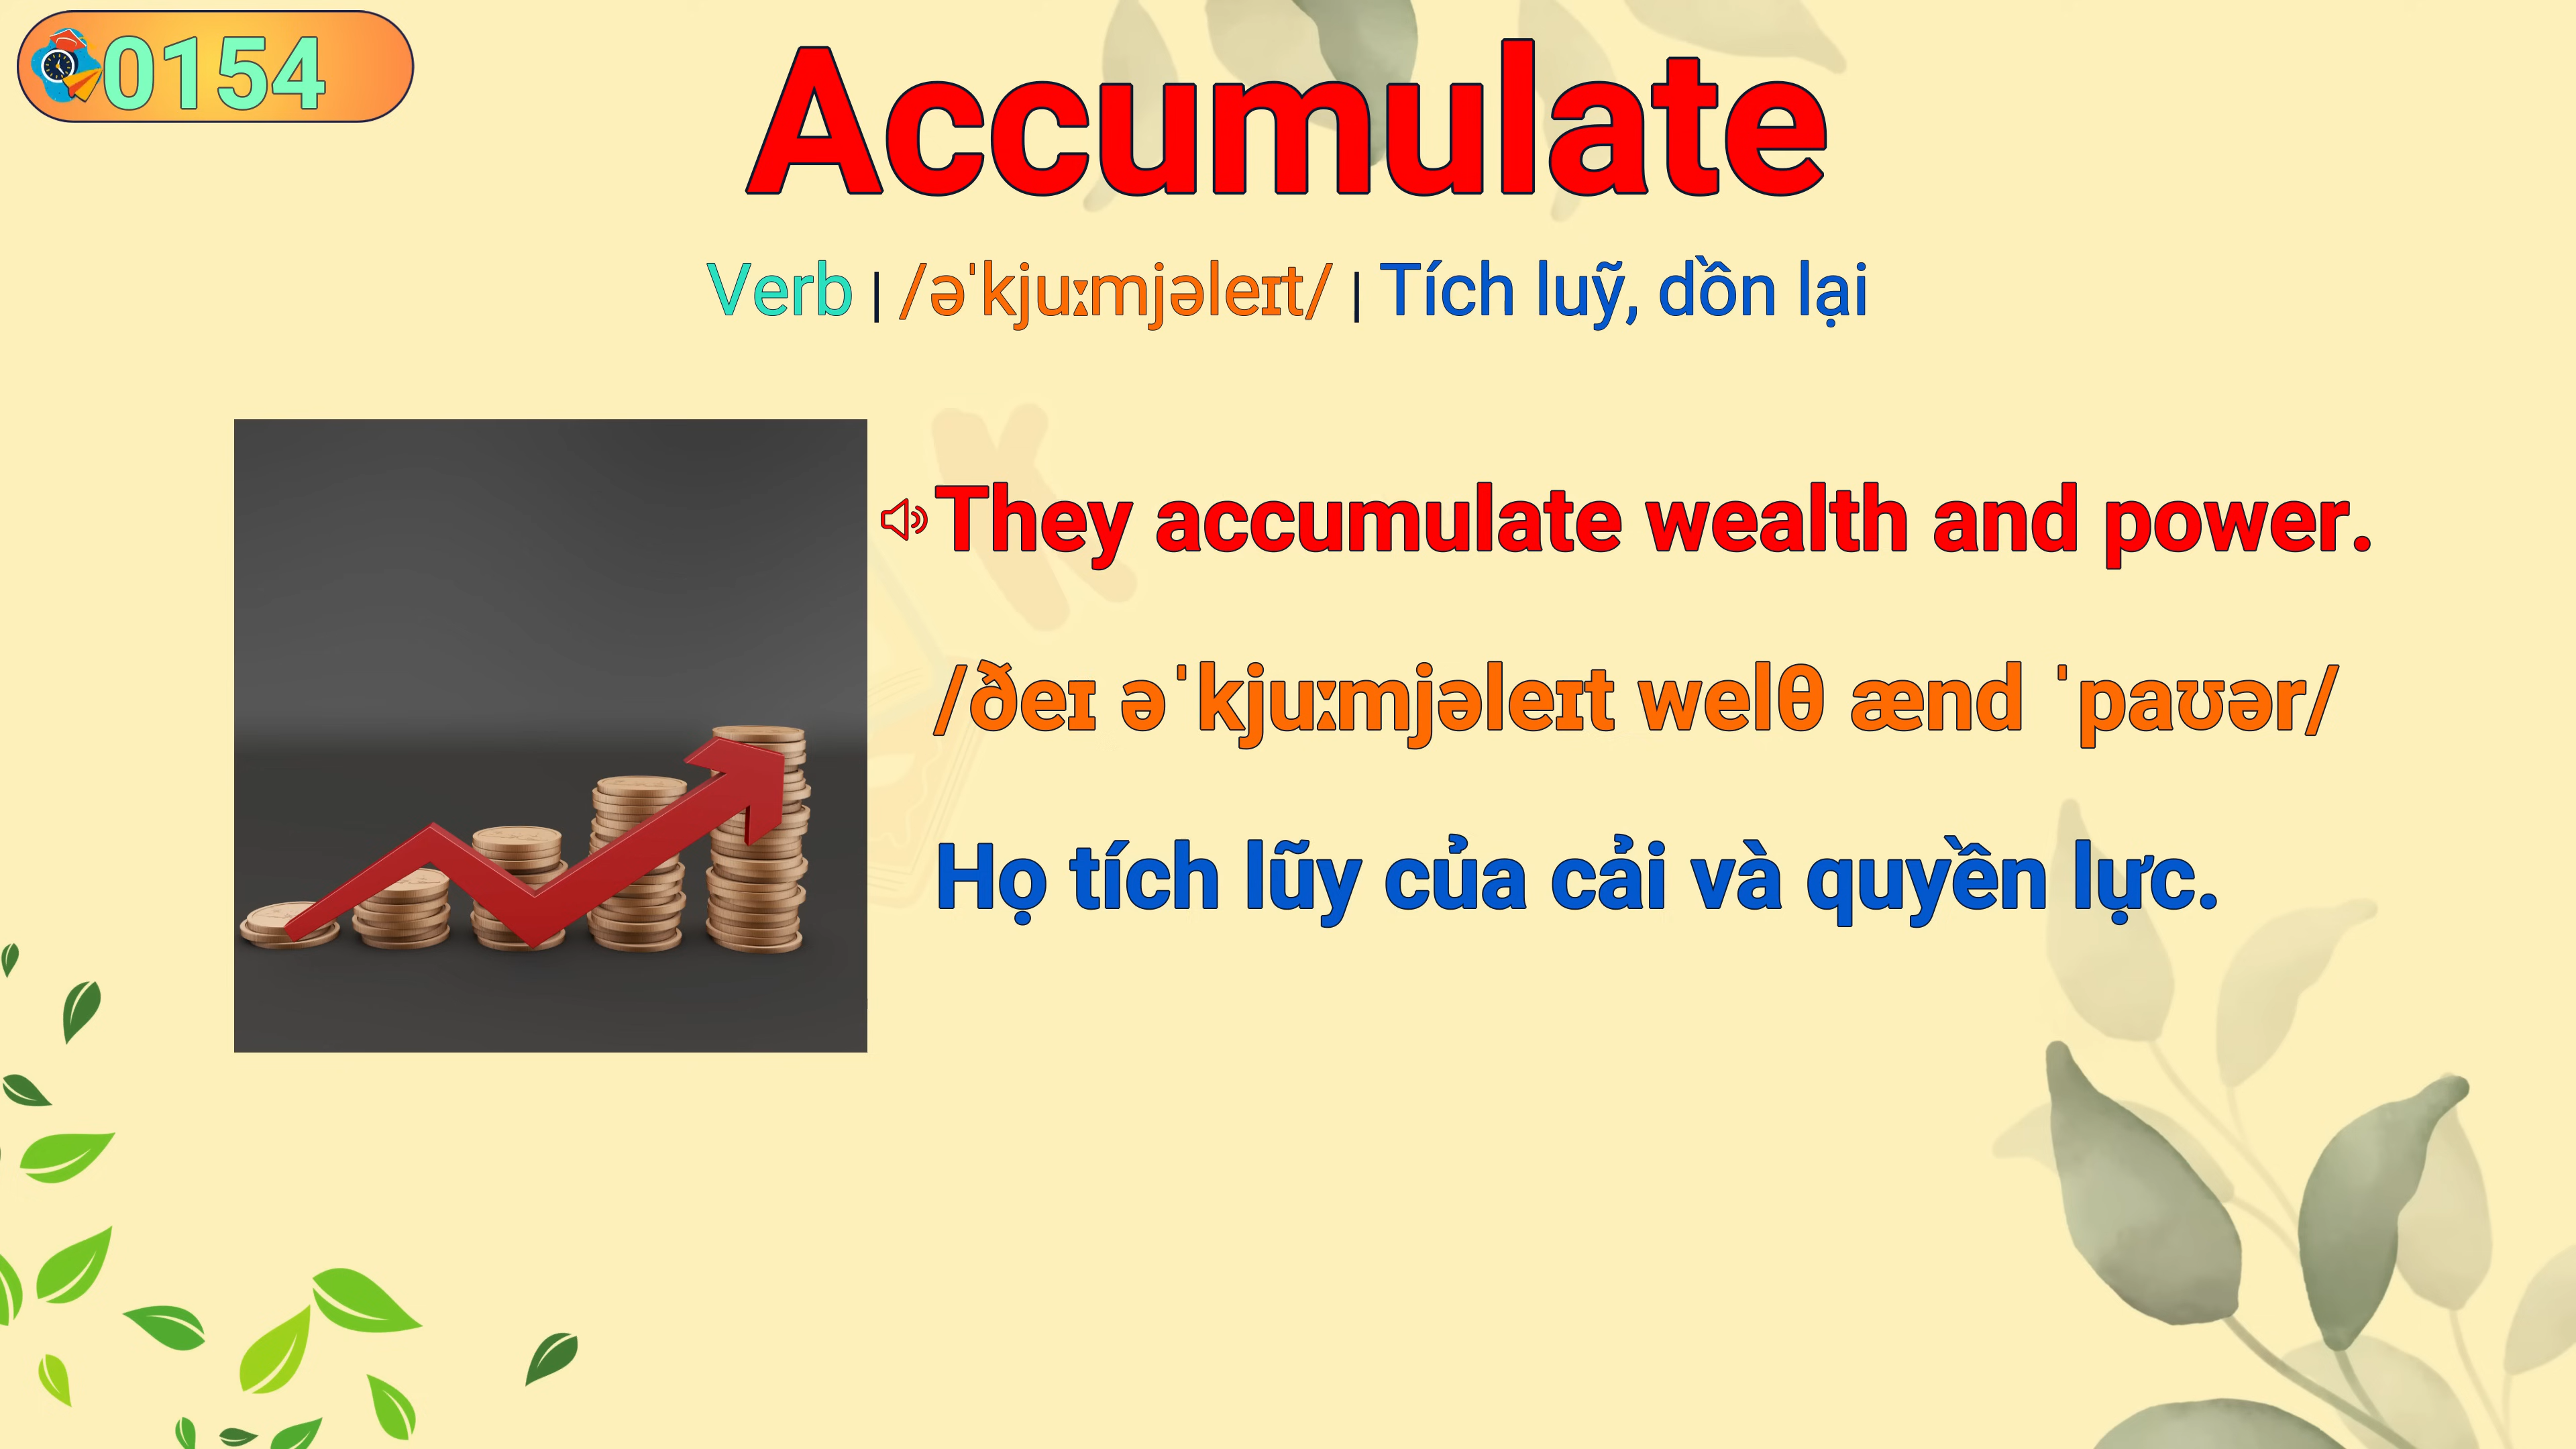 0154
Accumulate
Verb | /əˈkjuːmjəleɪt/ | Tích luỹ, dồn lại
They accumulate wealth and power.
/ðeɪ əˈkjuːmjəleɪt welθ ænd ˈpaʊər/
Họ tích lũy của cải và quyền lực.